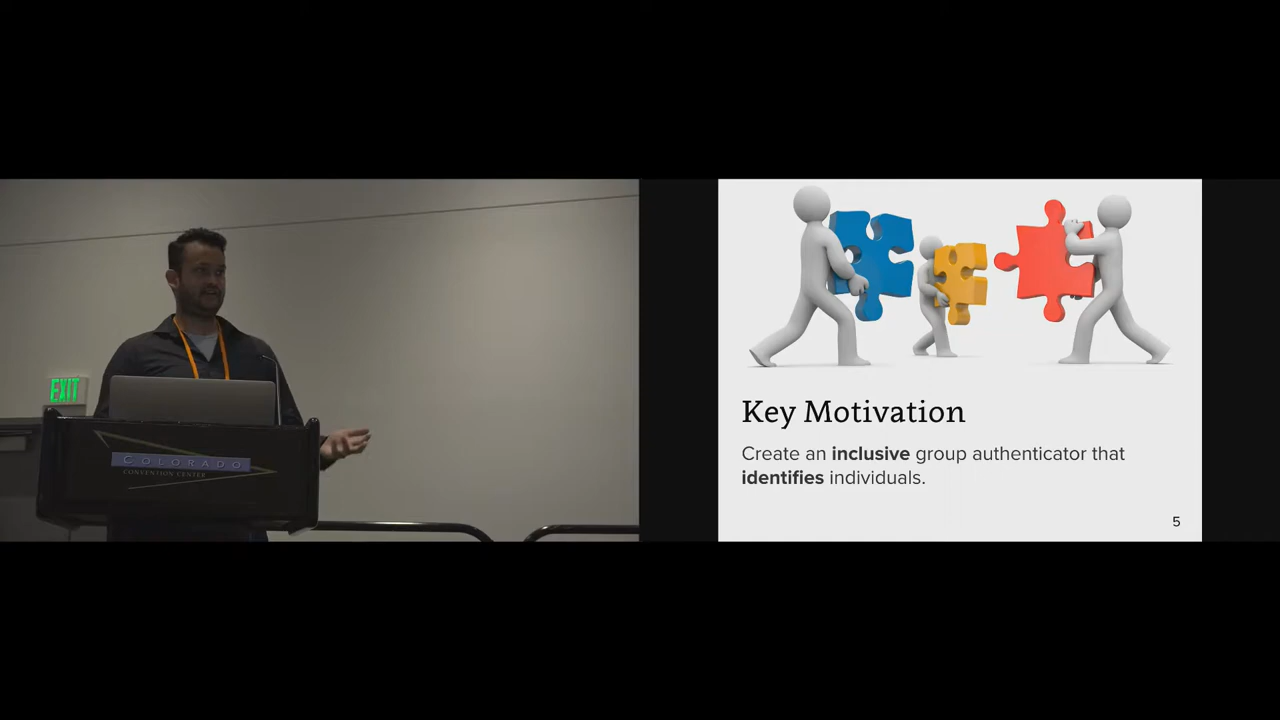 EXIT
COLORADO
CONVENTION CENTER
Key Motivation
Create an inclusive group authenticator that
identifies individuals.
5